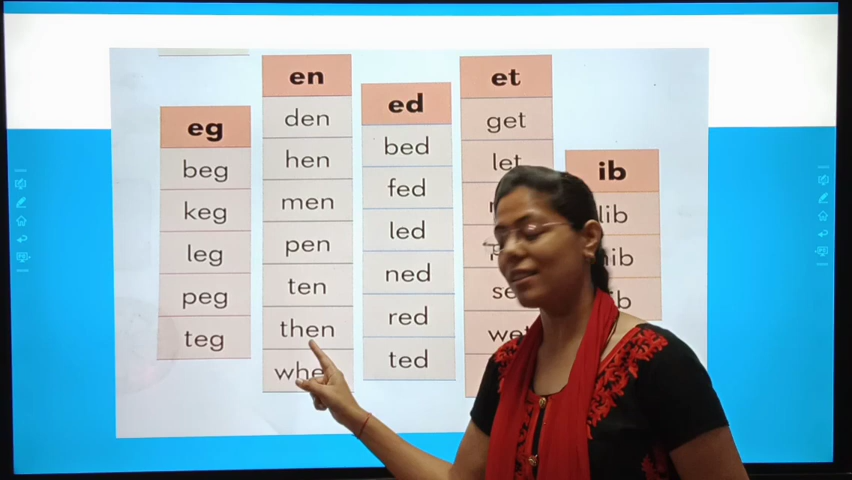 eg
beg
keg
leg
peg
teg
en
den
hen
men
pen
ten
then
ed
bed
fed
led
ned
red
ted
et
get
let
ib